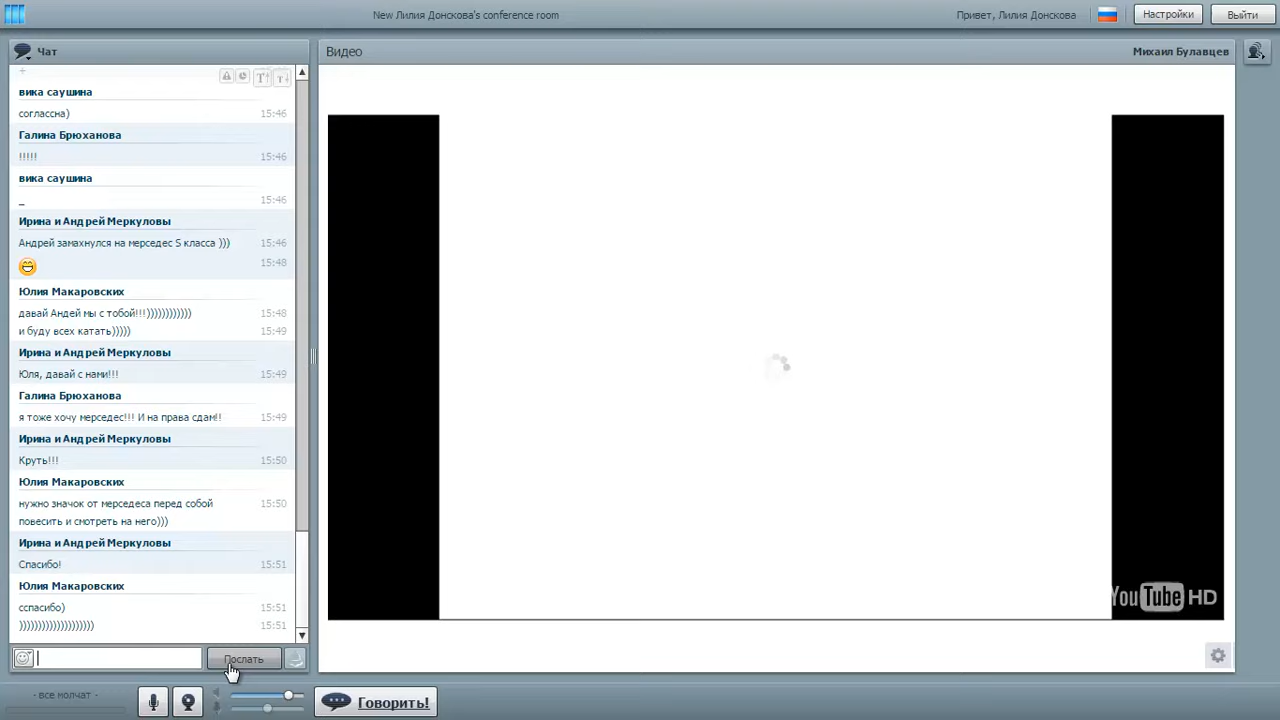 New Лилия Донскова's conference room
Привет, Лилия Донскова
Настройки
Выйти
Чат
вика саушина
согласcна) 15:46
Галина Брюханова
!!!!! 15:46
вика саушина
_ 15:46
Ирина и Андрей Меркуловы
Андрей замахнулся на мерседес S класса ))) 15:46
15:48
Юлия Макаровских
давай Андей мы с тобой!!!)))))))))))) 15:48
и буду всех катать))))) 15:49
Ирина и Андрей Меркуловы
Юля, давай с нами!!! 15:49
Галина Брюханова
я тоже хочу мерседес!!! И на права сдам!! 15:49
Ирина и Андрей Меркуловы
Круть!!! 15:50
Юлия Макаровских
нужно значок от мерседеса перед собой 15:50
повесить и смотреть на него)))
Ирина и Андрей Меркуловы
Спасибо! 15:51
Юлия Макаровских
сспасибо) 15:51
)))))))))))))))))))) 15:51
Послать
- все молчат -
Говорить!
Видео
Михаил Булавцев
YouTube HD